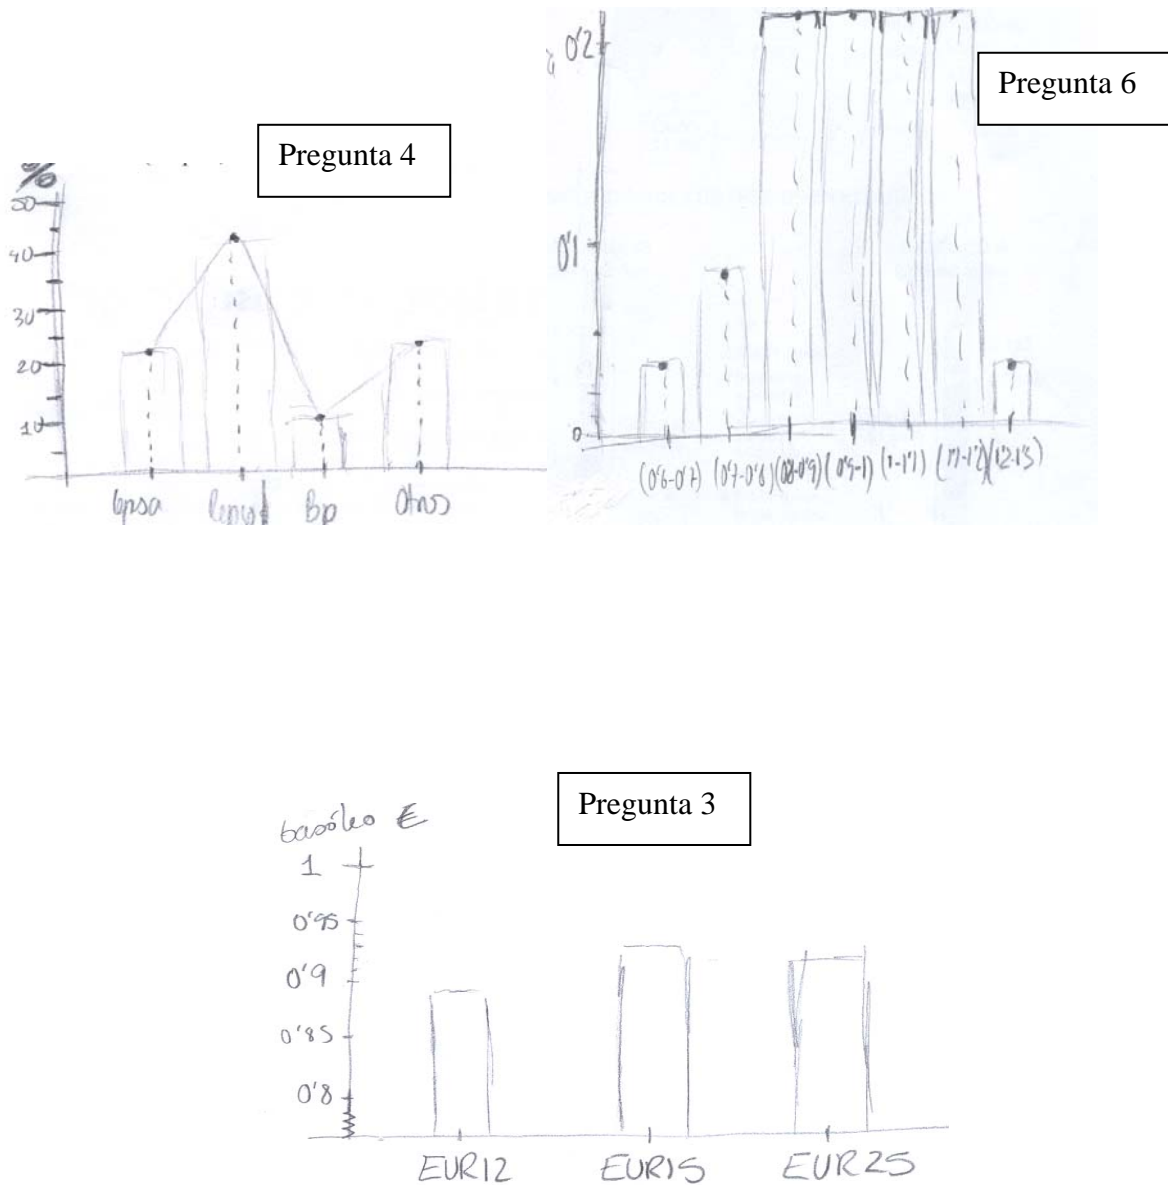 Pregunta 4
%
50
40
30
20
10
Bp
Otros
Pregunta 6
0'2
0'1
0
(0'6-0'7) (0'7-0'8) (0'8-0'9) (0'9-1) (1-1'1) (1'1-1'2) (1'2-1'3)
Pregunta 3
€
1
0'95
0'9
0'85
0'8
EUR12 EUR15 EUR25